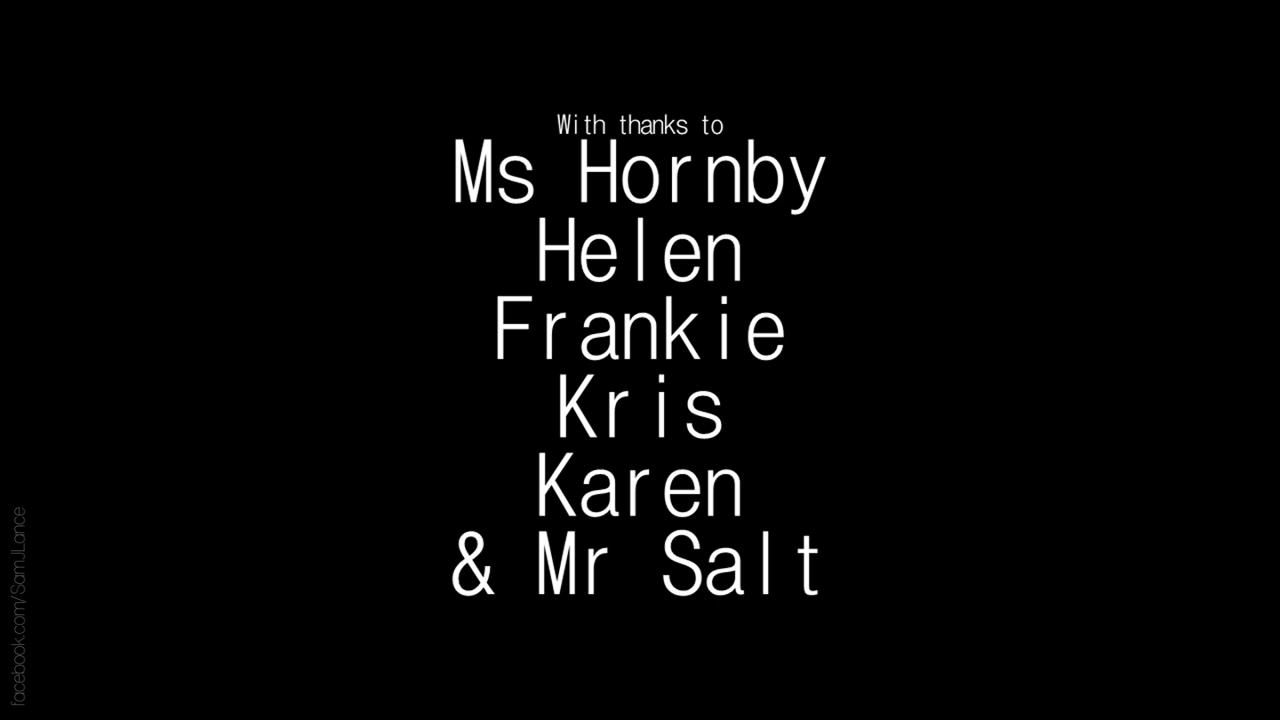 With thanks to
Ms Hornby
Helen
Frankie
Kris
Karen
& Mr Salt
facebook.com/SamJLance